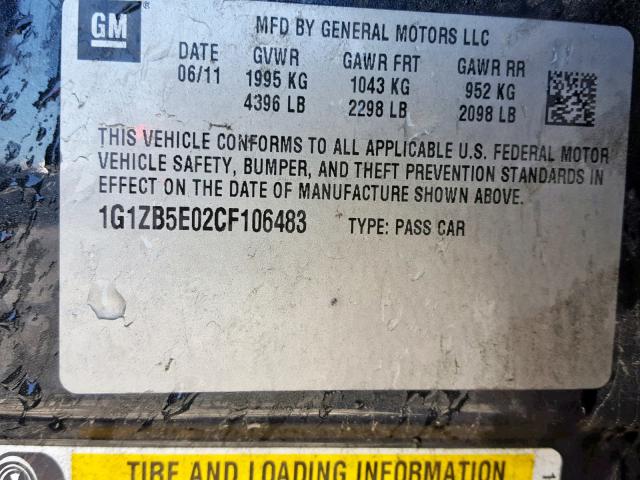 GM
MFD BY GENERAL MOTORS LLC
DATE GVWR GAWR FRT GAWR RR
06/11 1995 KG 1043 KG 952 KG
4396 LB 2298 LB 2098 LB
THIS VEHICLE CONFORMS TO ALL APPLICABLE U.S. FEDERAL MOTOR
VEHICLE SAFETY, BUMPER, AND THEFT PREVENTION STANDARDS IN
EFFECT ON THE DATE OF MANUFACTURE SHOWN ABOVE.
1G1ZB5E02CF106483 TYPE: PASS CAR
TIRE AND LOADING INFORMATION